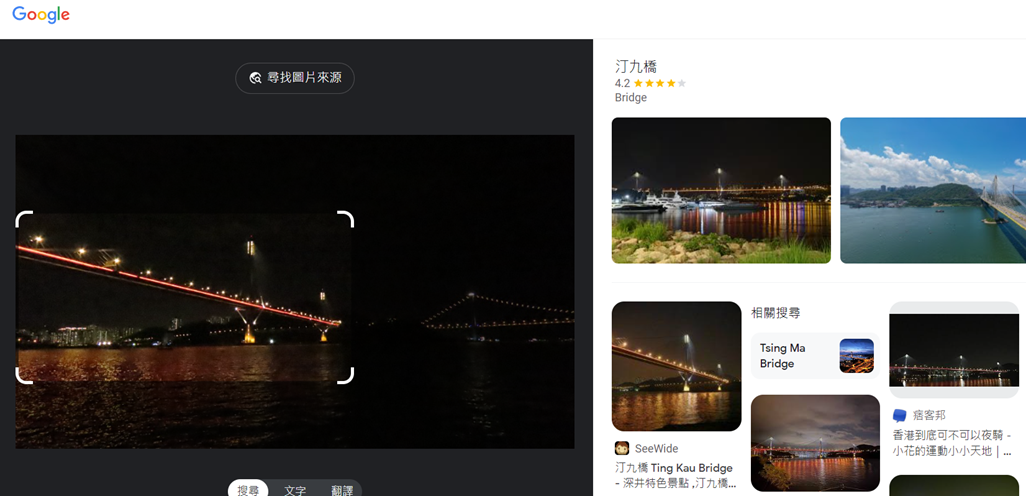 Google
尋找圖片來源
搜尋
文字
翻譯
汀九橋
4.2
Bridge
SeeWide
汀九橋 Ting Kau Bridge
- 深井特色景點 ,汀九橋...
相關搜尋
Tsing Ma
Bridge
痞客邦
香港到底可不可以夜騎 -
小花的運動小小天地 | ...